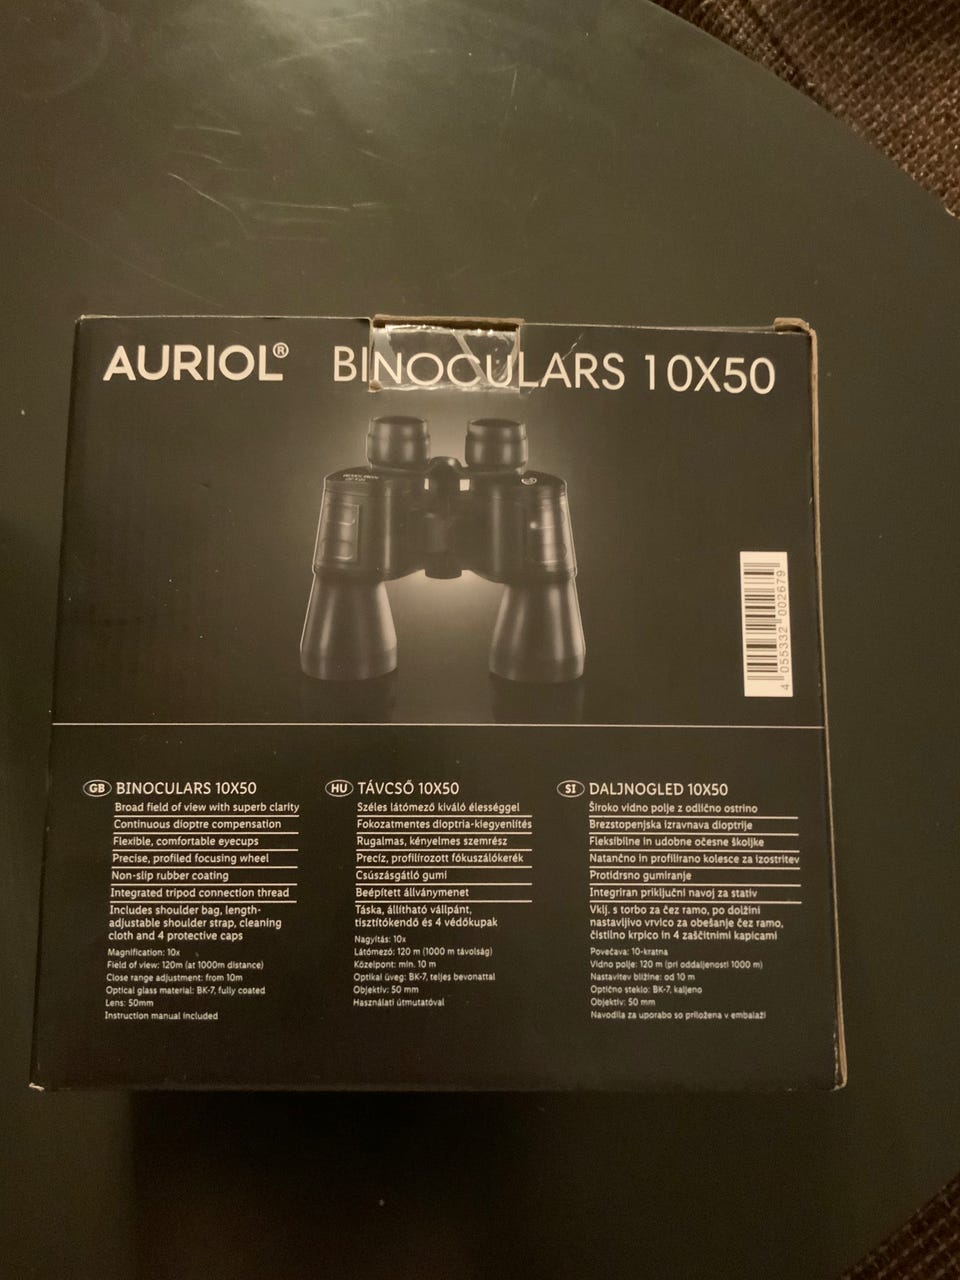 AURIOL® BINOCULARS 10X50
4 055332 002679
GB BINOCULARS 10X50
Broad field of view with superb clarity
Continuous dioptre compensation
Flexible, comfortable eyecups
Precise, profiled focusing wheel
Non-slip rubber coating
Integrated tripod connection thread
Includes shoulder bag, length-
adjustable shoulder strap, cleaning
cloth and 4 protective caps
Magnification: 10x
Field of view: 120m (at 1000m distance)
Close range adjustment: from 10m
Optical glass material: BK-7, fully coated
Lens: 50mm
Instruction manual included
HU TÁVCSŐ 10X50
Széles látómező kiváló élességgel
Fokozatmentes dioptria-kiegyenlítés
Rugalmas, kényelmes szemrész
Precíz, profilírozott fókuszálókerék
Csúszásgátló gumi
Beépített állványmenet
Táska, állítható vállpánt,
tisztítókendő és 4 védőkupak
Nagyítás: 10x
Látómező: 120 m (1000 m távolság)
Közelpont: min. 10 m
Optikai üveg: BK-7, teljes bevonattal
Objektív: 50 mm
Használati útmutatóval
SI DALJNOGLED 10X50
Široko vidno polje z odlično ostrino
Brezstopenjska izravnava dioptrije
Fleksibilne in udobne očesne školjke
Natančno in profilirano kolesce za izostritev
Protidrsno gumiranje
Integriran priključni navoj za stativ
Vklj. s torbo za čez ramo, po dolžini
nastavljivo vrvico za obešanje čez ramo,
čistilno krpico in 4 zaščitnimi kapicami
Povečava: 10-kratna
Vidno polje: 120 m (pri oddaljenosti 1000 m)
Nastavitev bližine: od 10 m
Optično steklo: BK-7, kaljeno
Objektiv: 50 mm
Navodila za uporabo so priložena v embalaži